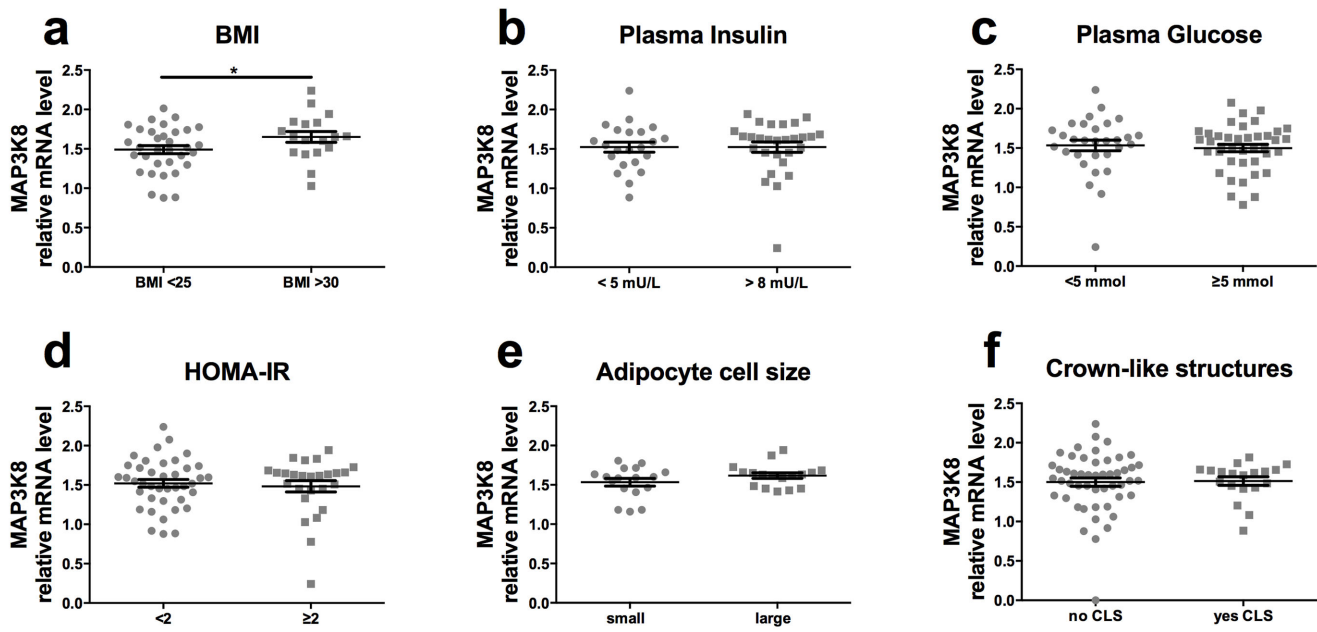 a
BMI
MAP3K8
relative mRNA level
2.5
2.0
1.5
1.0
0.5
0.0
*
BMI <25
BMI >30
b
Plasma Insulin
MAP3K8
relative mRNA level
2.5
2.0
1.5
1.0
0.5
0.0
< 5 mU/L
> 8 mU/L
c
Plasma Glucose
MAP3K8
relative mRNA level
2.5
2.0
1.5
1.0
0.5
0.0
<5 mmol
≥5 mmol
d
HOMA-IR
MAP3K8
relative mRNA level
2.5
2.0
1.5
1.0
0.5
0.0
<2
≥2
e
Adipocyte cell size
MAP3K8
relative mRNA level
2.5
2.0
1.5
1.0
0.5
0.0
small
large
f
Crown-like structures
MAP3K8
relative mRNA level
2.5
2.0
1.5
1.0
0.5
0.0
no CLS
yes CLS